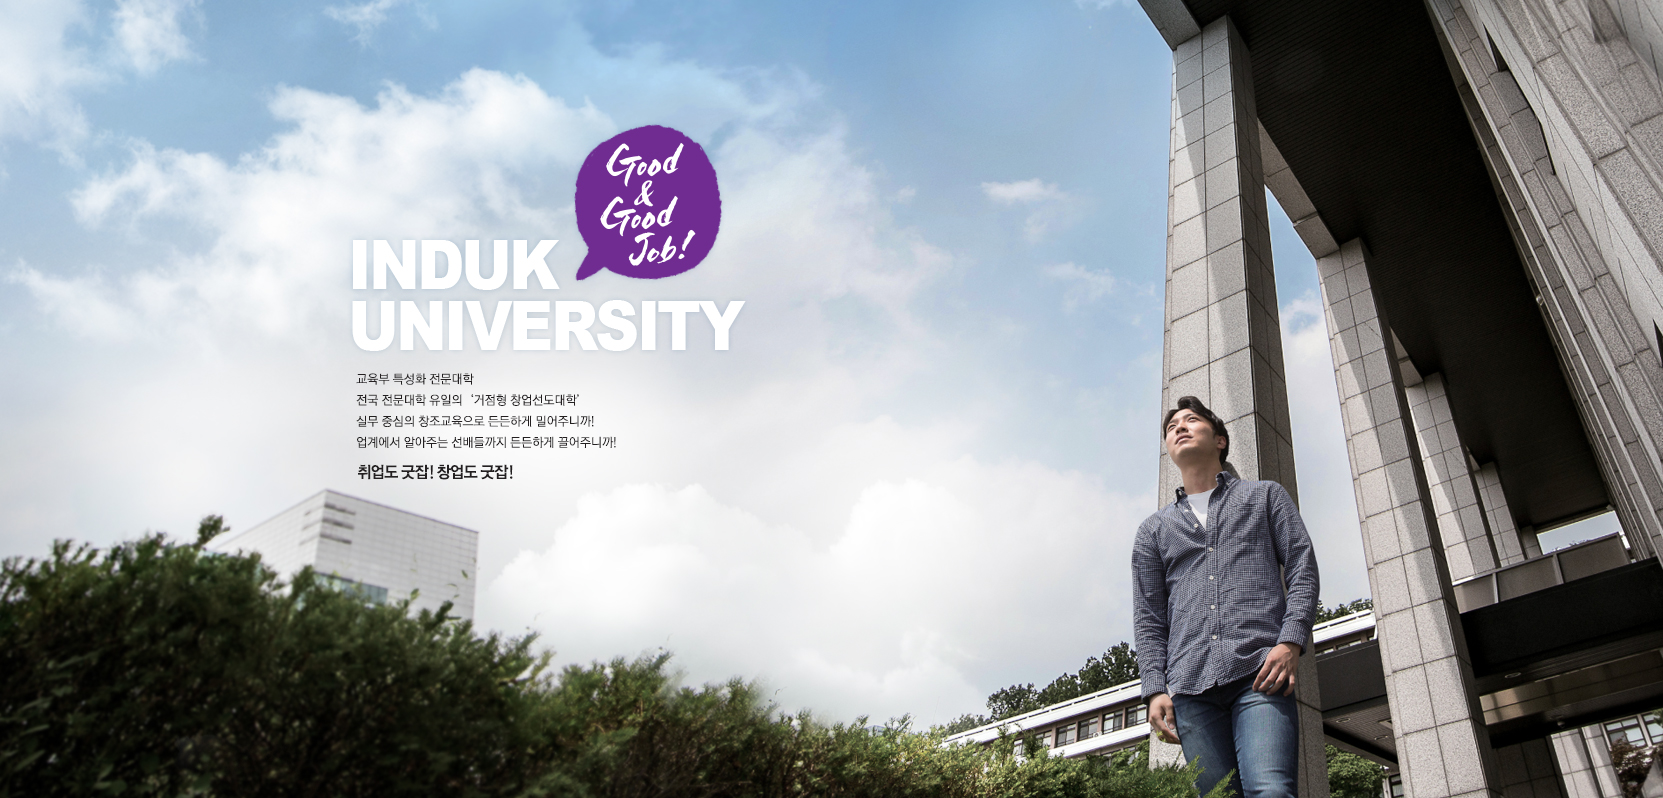 Good
&
Good
Job!
INDUK
UNIVERSITY
교육부 특성화 전문대학
전국 전문대학 유일의 ‘거점형 창업선도대학’
실무 중심의 창조교육으로 든든하게 밀어주니까!
업계에서 알아주는 선배들까지 든든하게 끌어주니까!
취업도 굿잡! 창업도 굿잡!